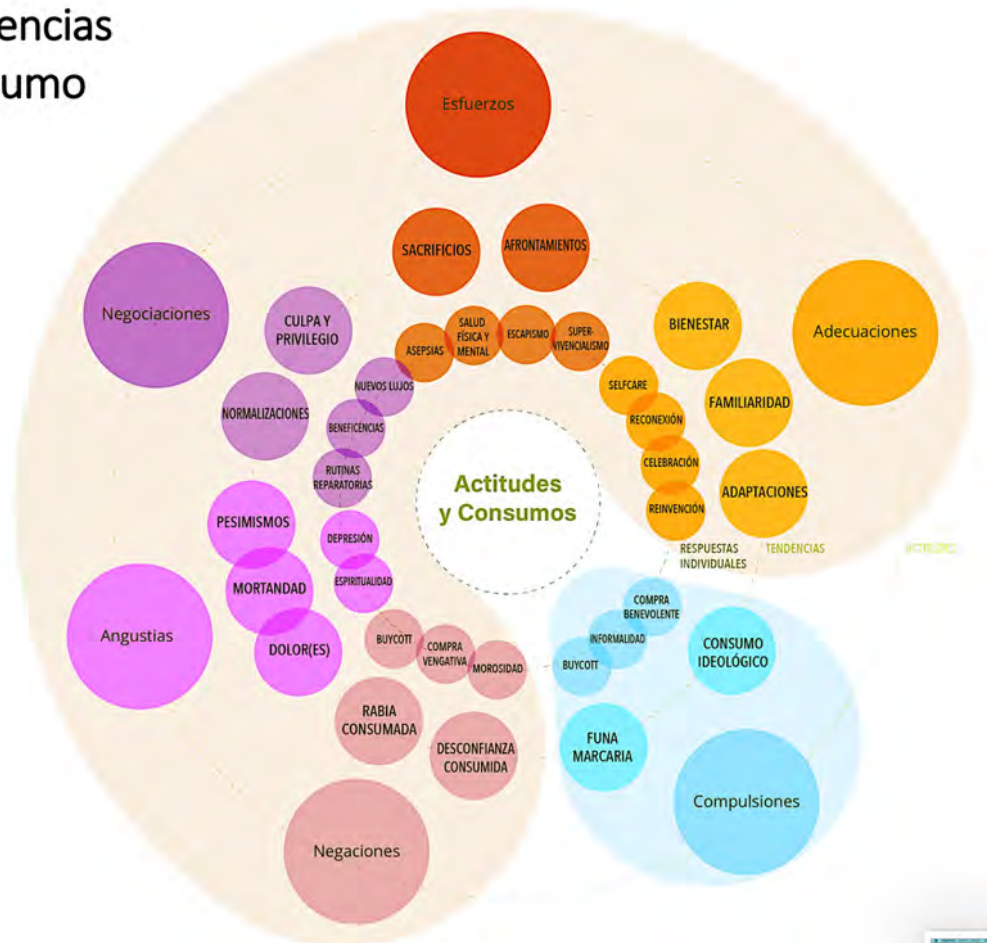 encias
umo
Esfuerzos
SACRIFICIOS
AFRONTAMIENTOS
ASEPSIAS
SALUD
FÍSICA Y
MENTAL
ESCAPISMO
SUPER-
VIVENCIALISMO
Negociaciones
CULPA Y
PRIVILEGIO
NORMALIZACIONES
NUEVOS LUJOS
BENEFICENCIAS
RUTINAS
REPARATORIAS
BIENESTAR
Adecuaciones
FAMILIARIDAD
ADAPTACIONES
SELFCARE
RECONEXIÓN
CELEBRACIÓN
REINVENCIÓN
Actitudes
y Consumos
RESPUESTAS
INDIVIDUALES
TENDENCIAS
PESIMISMOS
MORTANDAD
DOLOR(ES)
DEPRESIÓN
ESPIRITUALIDAD
Angustias
BUYCOTT
COMPRA
VENGATIVA
MOROSIDAD
RABIA
CONSUMADA
DESCONFIANZA
CONSUMIDA
Negaciones
COMPRA
BENEVOLENTE
INFORMALIDAD
BUYCOTT
CONSUMO
IDEOLÓGICO
FUNA
MARCARIA
Compulsiones